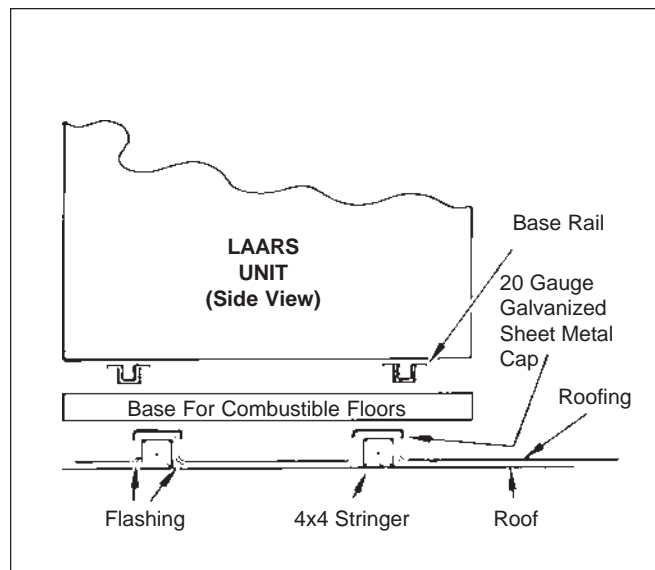 LAARS
UNIT
(Side View)
Base Rail
20 Gauge
Galvanized
Sheet Metal
Cap
Roofing
Base For Combustible Floors
Flashing
4x4 Stringer
Roof